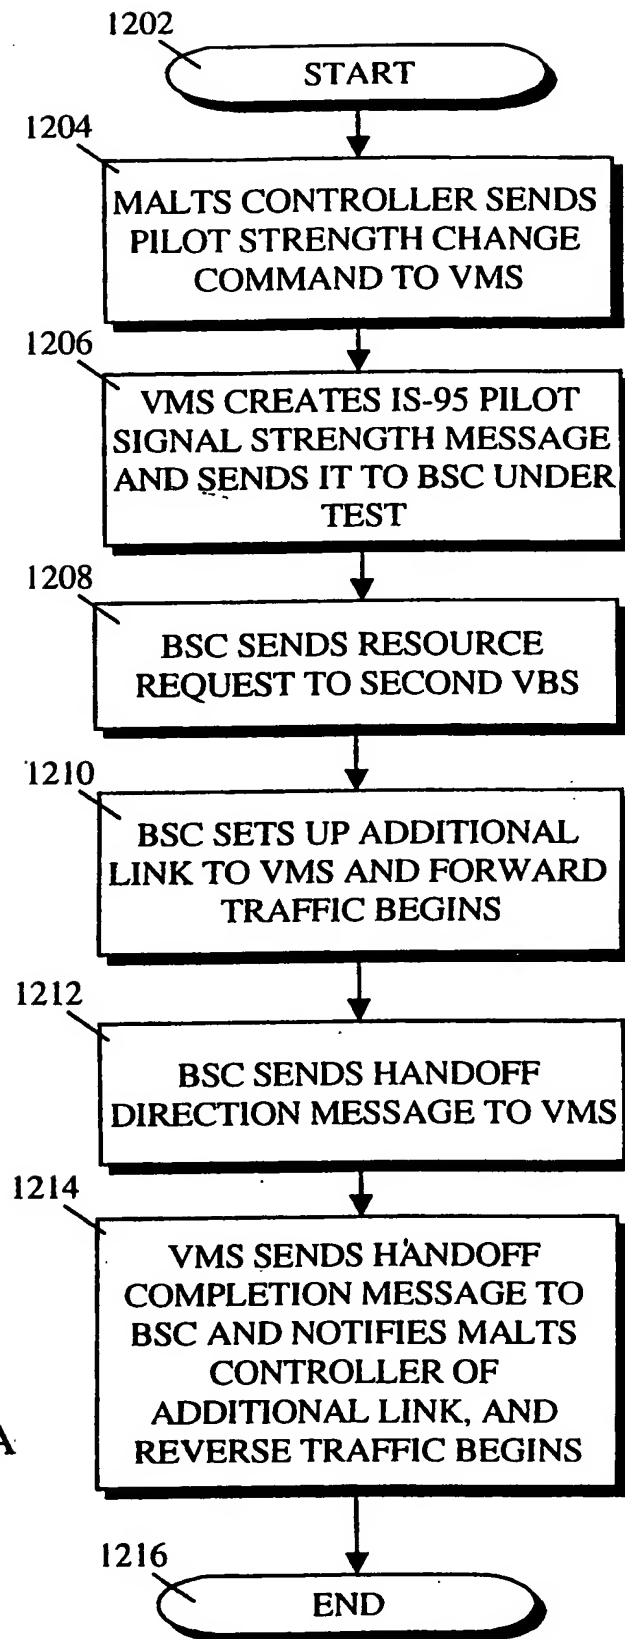 1202
START
1204
MALTS CONTROLLER SENDS
PILOT STRENGTH CHANGE
COMMAND TO VMS
1206
VMS CREATES IS-95 PILOT
SIGNAL STRENGTH MESSAGE
AND SENDS IT TO BSC UNDER
TEST
1208
BSC SENDS RESOURCE
REQUEST TO SECOND VBS
1210
BSC SETS UP ADDITIONAL
LINK TO VMS AND FORWARD
TRAFFIC BEGINS
1212
BSC SENDS HANDOFF
DIRECTION MESSAGE TO VMS
1214
VMS SENDS HANDOFF
COMPLETION MESSAGE TO
BSC AND NOTIFIES MALTS
CONTROLLER OF
ADDITIONAL LINK, AND
REVERSE TRAFFIC BEGINS
A
1216
END